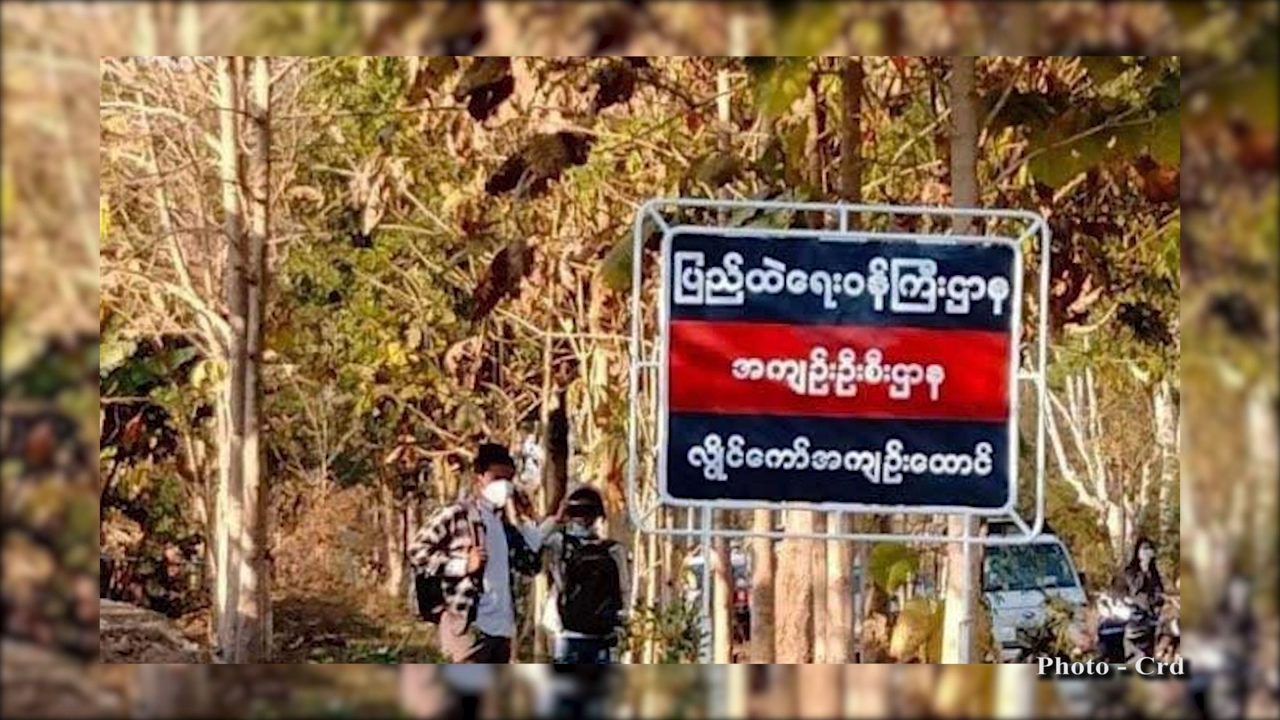 ပြည်ထဲရေးဝန်ကြီးဌာန
အကျဉ်းဦးစီးဌာန
လွိုင်ကော်အကျဉ်းထောင်
Photo - Crd